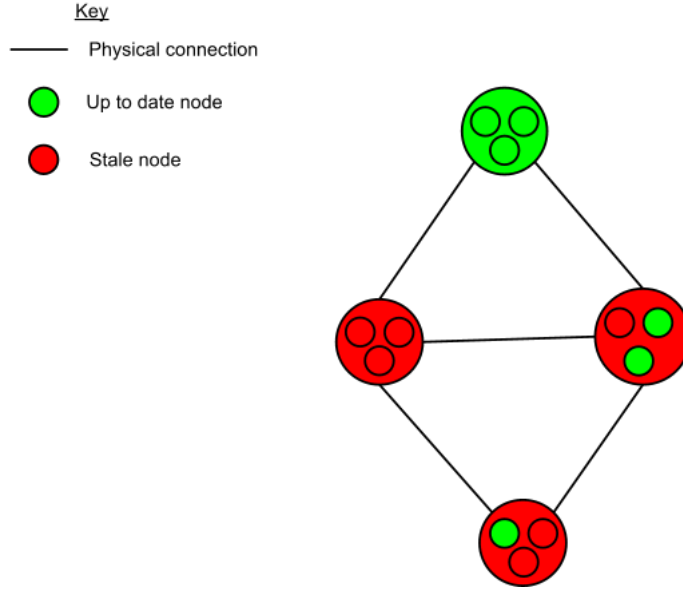 Key
Physical connection
Up to date node
Stale node